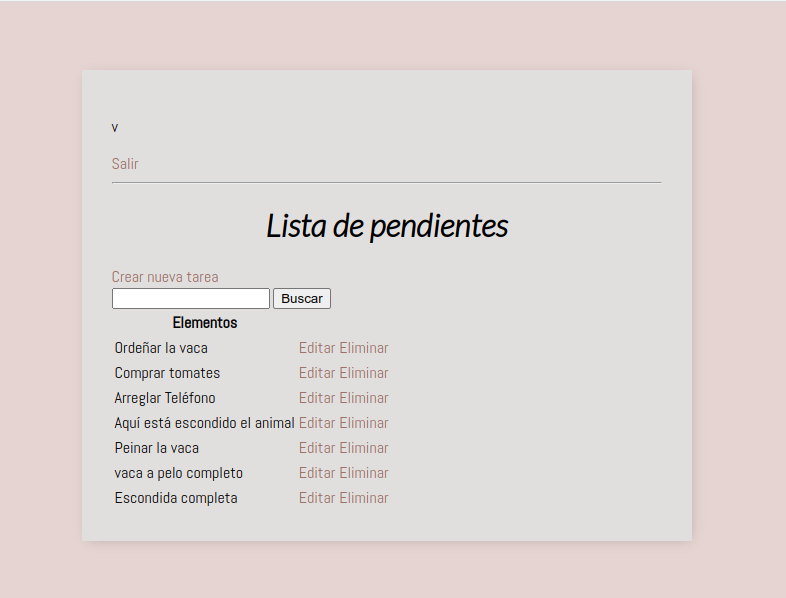 v
Salir
Lista de pendientes
Crear nueva tarea
Buscar
Elementos
Ordeñar la vaca Editar Eliminar
Comprar tomates Editar Eliminar
Arreglar Teléfono Editar Eliminar
Aquí está escondido el animal Editar Eliminar
Peinar la vaca Editar Eliminar
vaca a pelo completo Editar Eliminar
Escondida completa Editar Eliminar